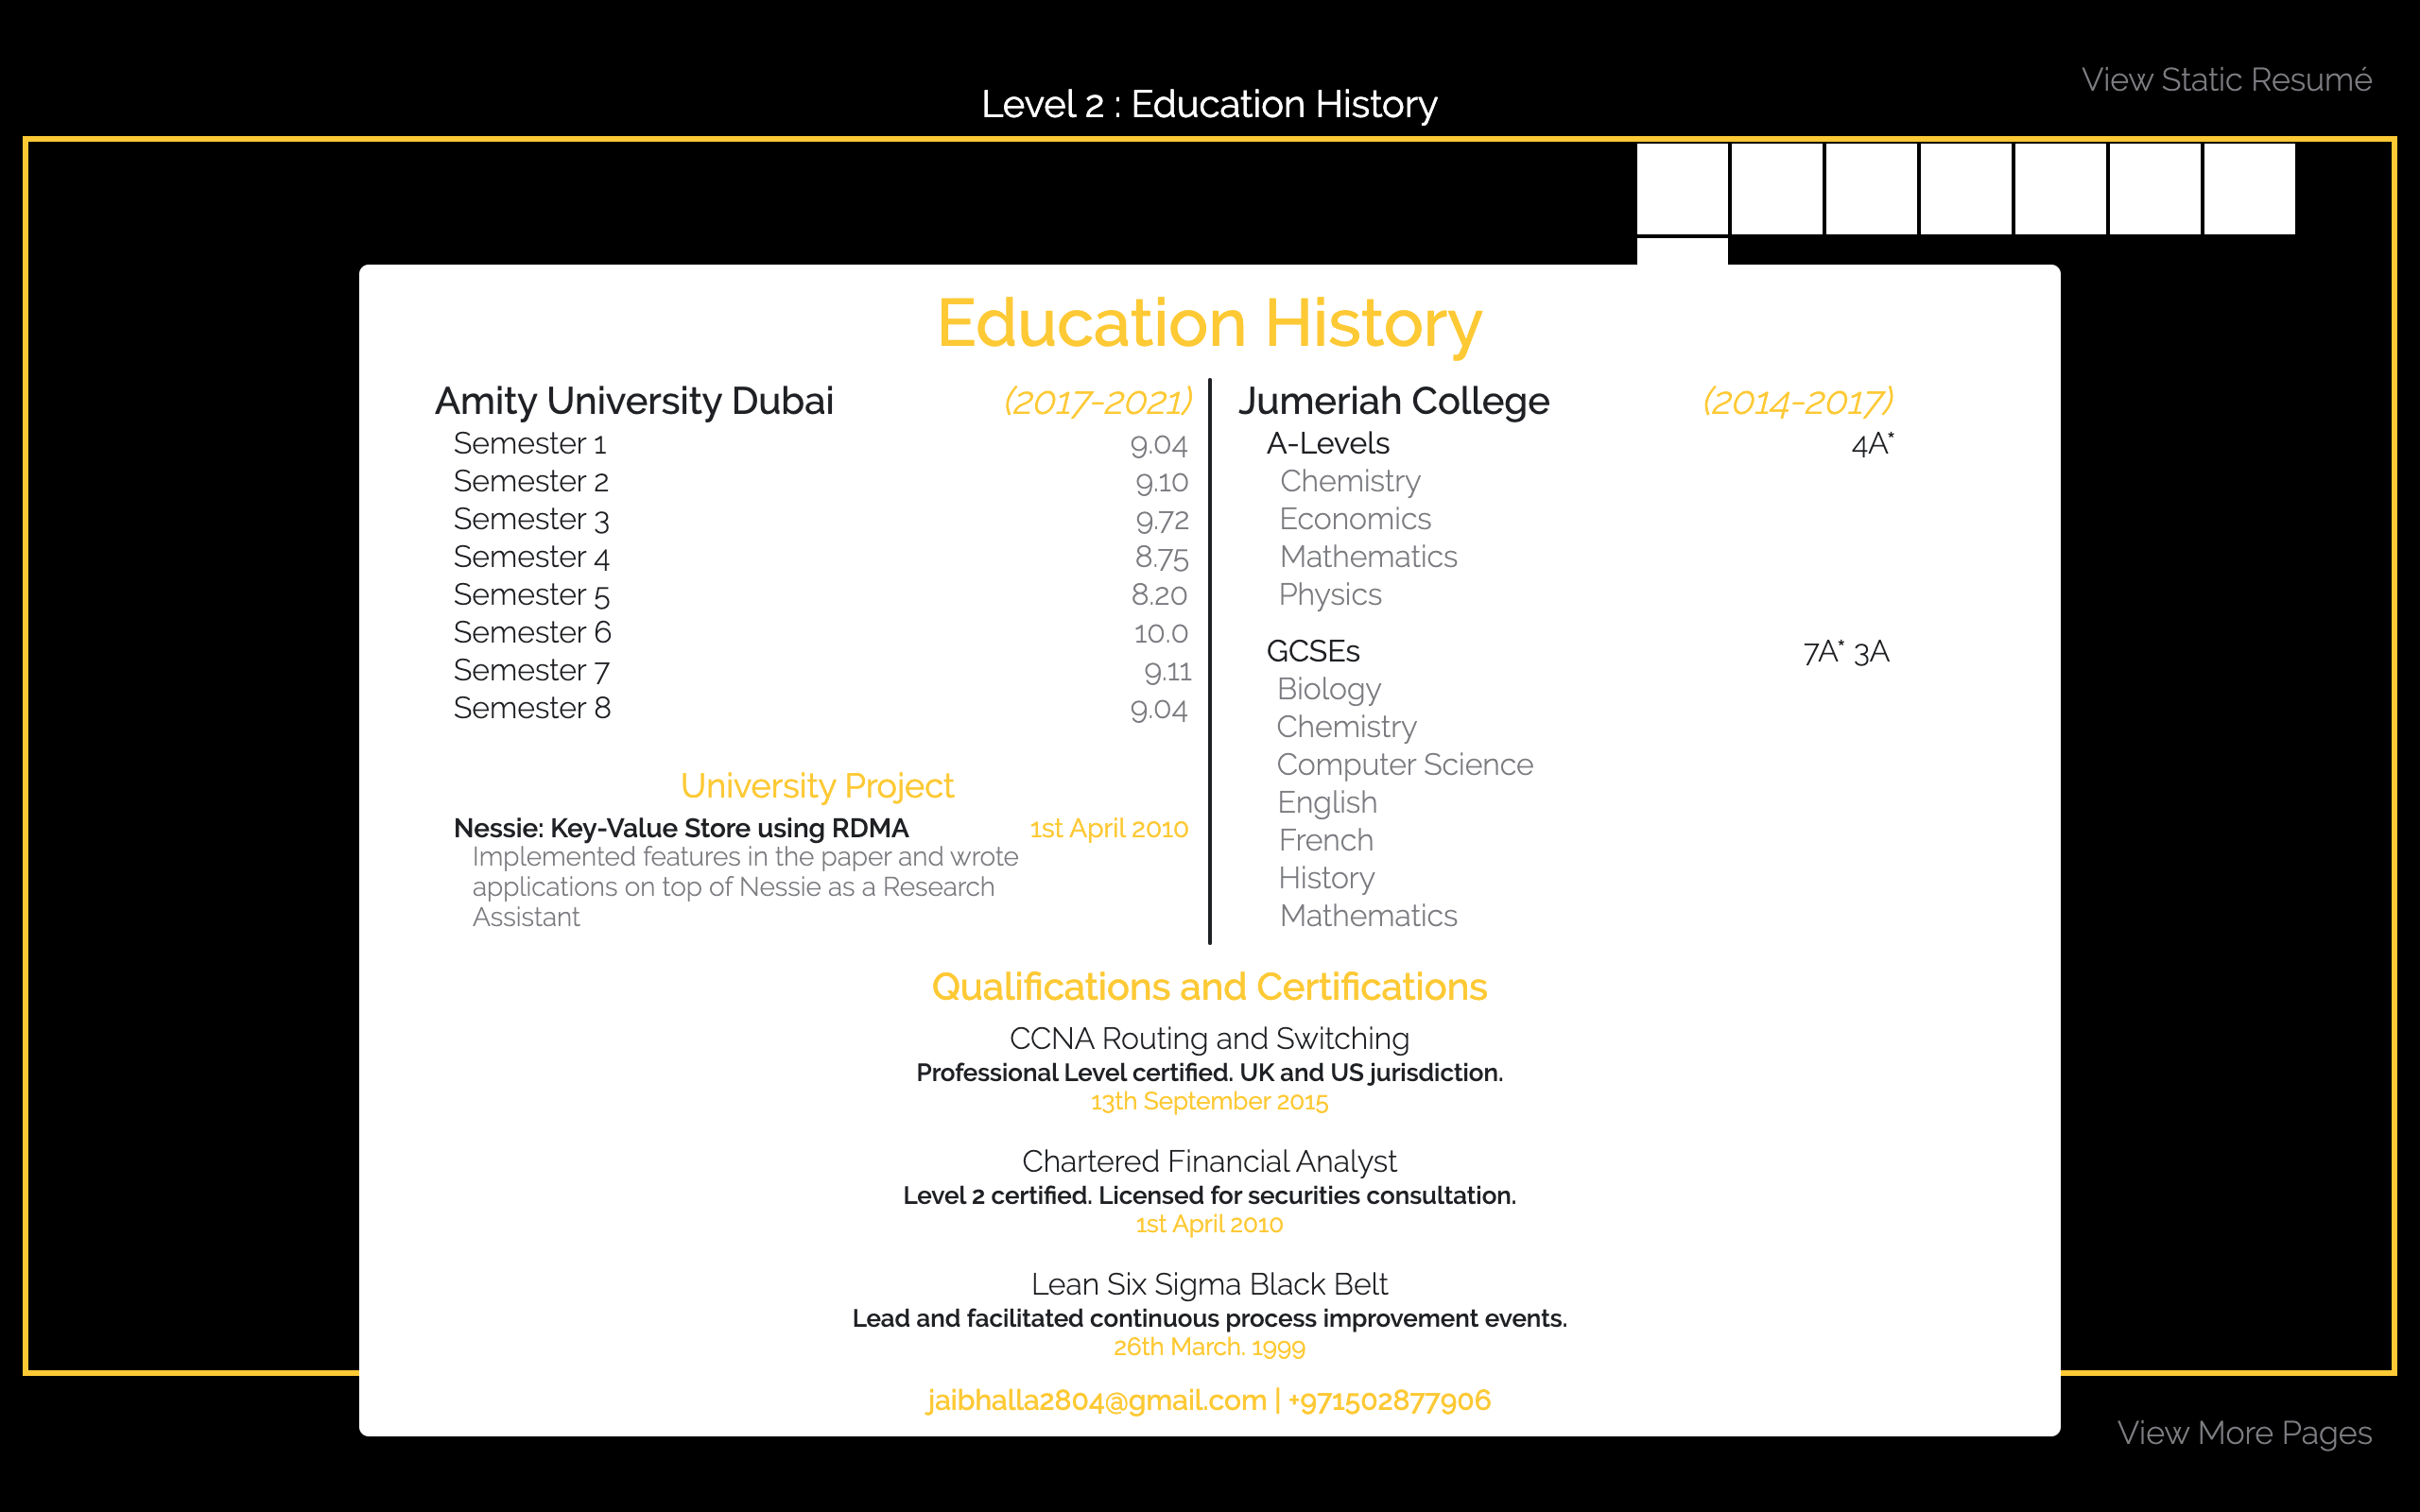 View Static Resumé
Level 2 : Education History
Education History
Amity University Dubai (2017-2021)
Semester 1 9.04
Semester 2 9.10
Semester 3 9.72
Semester 4 8.75
Semester 5 8.20
Semester 6 10.0
Semester 7 9.11
Semester 8 9.04
University Project
Nessie: Key-Value Store using RDMA 1st April 2010
Implemented features in the paper and wrote
applications on top of Nessie as a Research
Assistant
Jumeriah College (2014-2017)
A-Levels 4A*
Chemistry
Economics
Mathematics
Physics
GCSEs 7A* 3A
Biology
Chemistry
Computer Science
English
French
History
Mathematics
Qualifications and Certifications
CCNA Routing and Switching
Professional Level certified. UK and US jurisdiction.
13th September 2015
Chartered Financial Analyst
Level 2 certified. Licensed for securities consultation.
1st April 2010
Lean Six Sigma Black Belt
Lead and facilitated continuous process improvement events.
26th March. 1999
jaibhalla2804@gmail.com | +971502877906
View More Pages